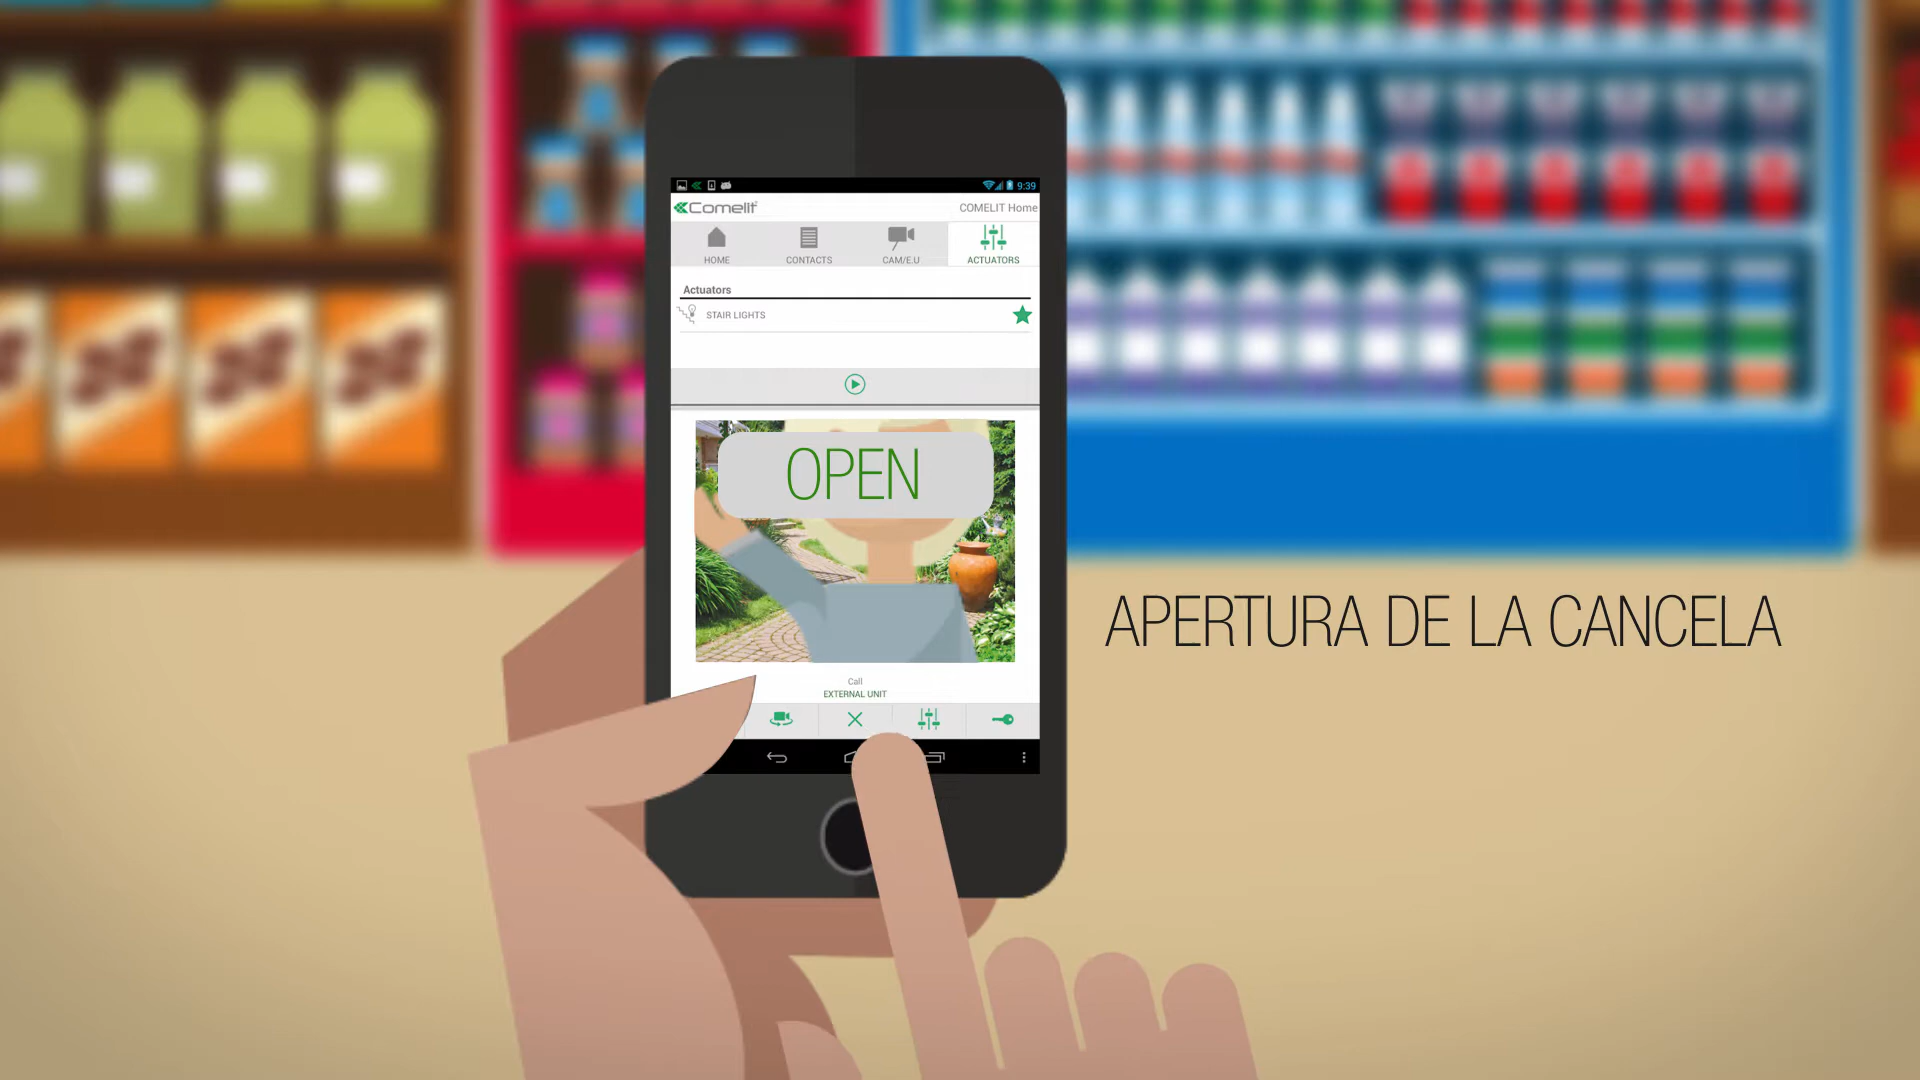 9:39
Comelit
COMELIT Home
HOME
CONTACTS
CAM/E.U
ACTUATORS
Actuators
STAIR LIGHTS
OPEN
APERTURA DE LA CANCELA
Call
EXTERNAL UNIT